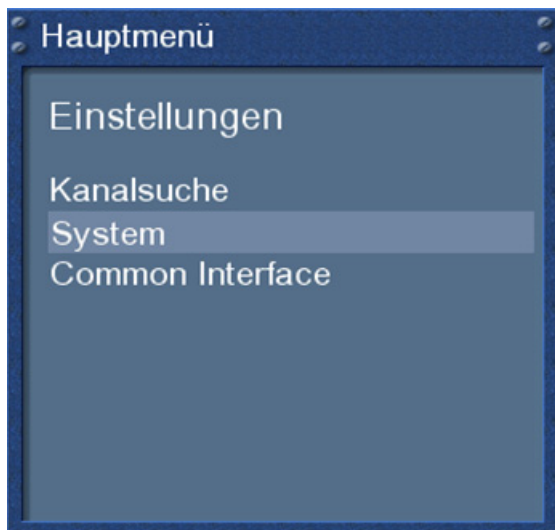 Hauptmenü
Einstellungen
Kanalsuche
System
Common Interface